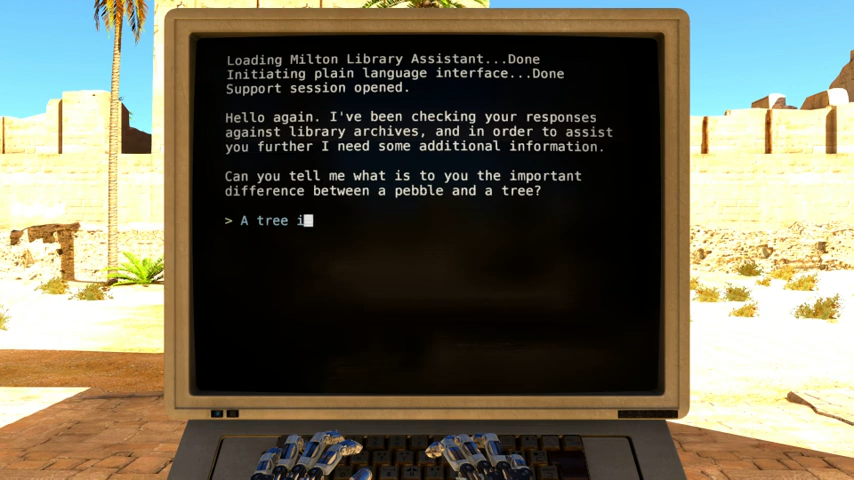 Loading Milton Library Assistant...Done
Initiating plain language interface...Done
Support session opened.
Hello again. I've been checking your responses
against library archives, and in order to assist
you further I need some additional information.
Can you tell me what is to you the important
difference between a pebble and a tree?
> A tree i